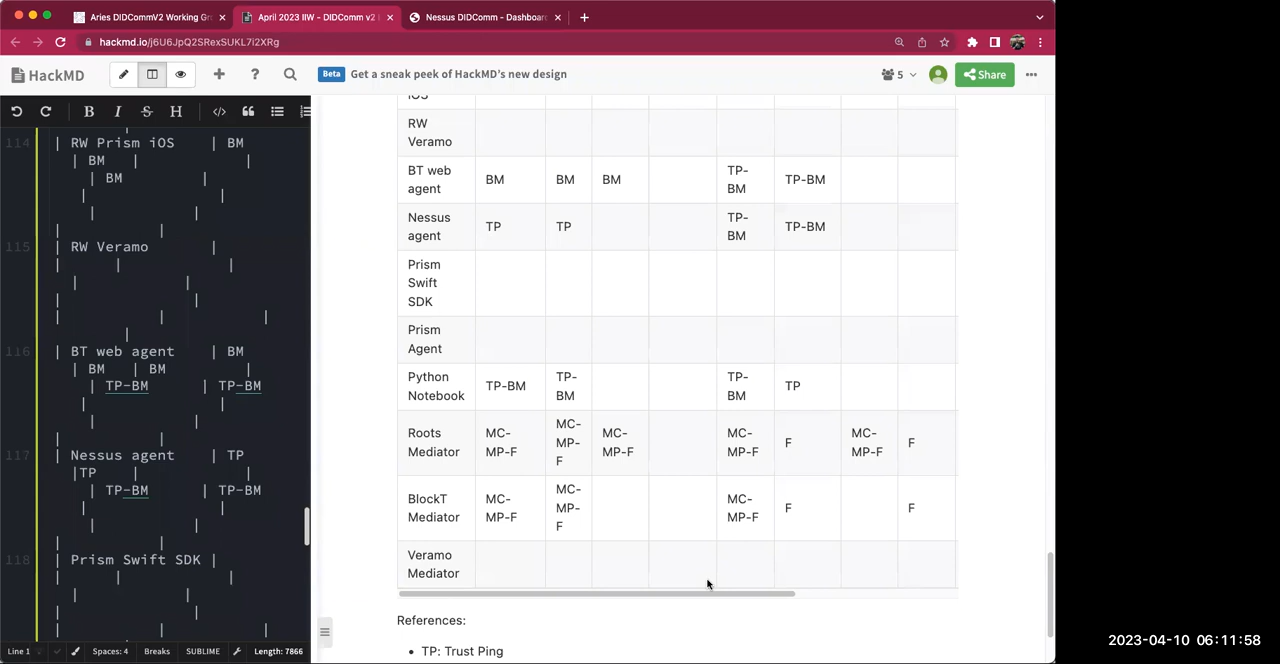 Aries DIDCommV2 Working Gr
April 2023 IIW - DIDComm v2
Nessus DIDComm - Dashboar
hackmd.io/j6U6JpQ2SRexSUKL7i2XRg
HackMD
Beta Get a sneak peek of HackMD's new design
5
Share
B I S H
114 | RW Prism iOS | BM
| BM | |
| BM |
| |
| |
| |
115 | RW Veramo |
| | |
| |
| |
| | |
|
116 | BT web agent | BM
| BM | BM |
| TP-BM | TP-BM
| |
| |
| |
117 | Nessus agent | TP
|TP | |
| TP-BM | TP-BM
| |
| |
| |
118 | Prism Swift SDK |
| | |
| |
| |
| | |
Line 1 Spaces: 4 Breaks SUBLIME Length: 7866
iOS
RW
Veramo
BT web
agent
BM BM BM TP-
BM
TP-BM
Nessus
agent
TP TP TP-
BM
TP-BM
Prism
Swift
SDK
Prism
Agent
Python
Notebook
TP-BM TP-
BM
TP-
BM
TP
Roots
Mediator
MC-
MP-F
MC-
MP-
F
MC-
MP-F
MC-
MP-F
F
MC-
MP-F
F
BlockT
Mediator
MC-
MP-F
MC-
MP-
F
MC-
MP-F
F
F
Veramo
Mediator
References:
• TP: Trust Ping
2023-04-10 06:11:58